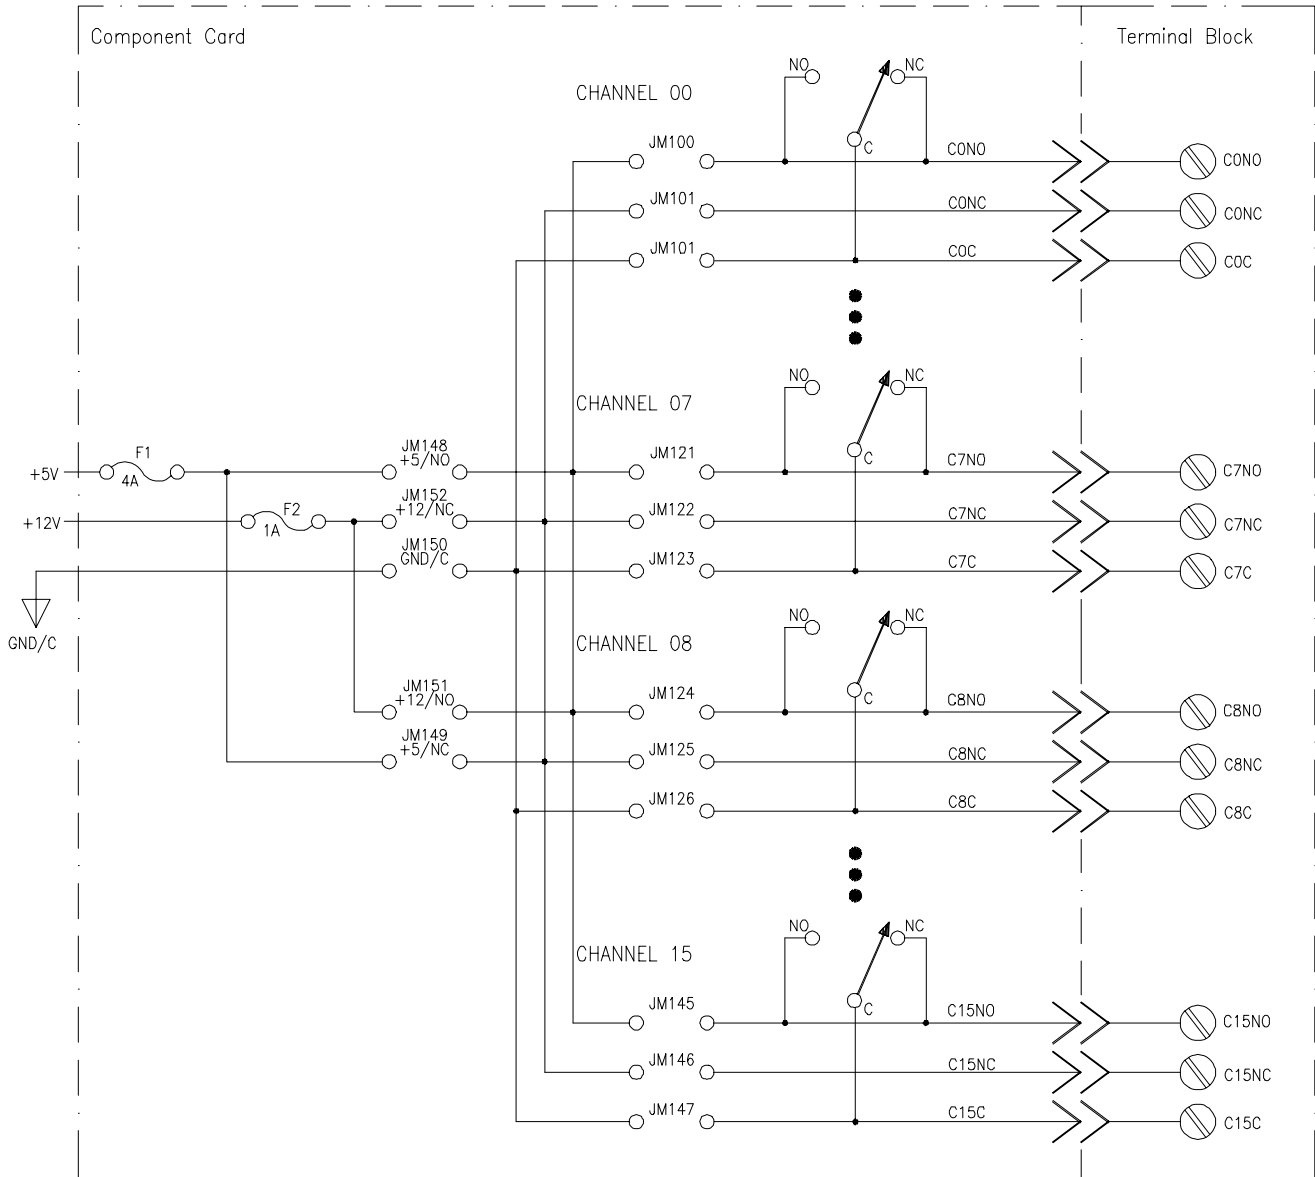 Component Card
Terminal Block
CHANNEL 00
NO
NC
C
JM100
C0NO
C0NO
JM101
C0NC
C0NC
JM101
C0C
C0C
CHANNEL 07
NO
NC
C
+5V
F1
4A
JM148
+5/NO
JM121
C7NO
C7NO
+12V
F2
1A
JM152
+12/NC
JM122
C7NC
C7NC
JM150
GND/C
JM123
C7C
C7C
GND/C
CHANNEL 08
NO
NC
C
JM151
+12/NO
JM124
C8NO
C8NO
JM149
+5/NC
JM125
C8NC
C8NC
JM126
C8C
C8C
CHANNEL 15
NO
NC
C
JM145
C15NO
C15NO
JM146
C15NC
C15NC
JM147
C15C
C15C